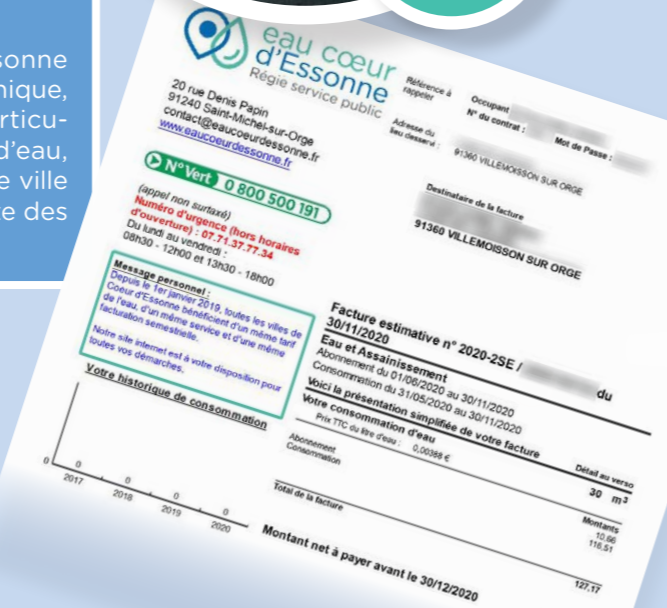 sonne
nique,
articu-
d'eau,
e ville
te des
eau cœur
d'Essonne
Régie service public
20 rue Denis Papin
91240 Saint-Michel-sur-Orge
contact@eaucoeurdessonne.fr
www.eaucoeurdessonne.fr
N° Vert 0 800 500 191
(appel non surtaxé)
Numéro d'urgence (hors horaires
d'ouverture) : 07.71.37.77.34
Du lundi au vendredi :
08h30 - 12h00 et 13h30 - 18h00
Référence à
rappeler
Occupant
N° du contrat :
Mot de Passe :
Adresse du
lieu desservi :
91360 VILLEMOISSON SUR ORGE
Destinataire de la facture
91360 VILLEMOISSON SUR ORGE
Message personnel :
Depuis le 1er janvier 2019, toutes les villes de
Coeur d'Essonne bénéficient d'un même tarif
de l'eau, d'un même service et d'une même
facturation semestrielle.
Notre site internet est à votre disposition pour
toutes vos démarches.
Votre historique de consommation
0
0 0 0 0
2017 2018 2019 2020
Facture estimative n° 2020-2SE / du
30/11/2020
Eau et Assainissement
Abonnement du 01/06/2020 au 30/11/2020
Consommation du 31/05/2020 au 30/11/2020
Voici la présentation simplifiée de votre facture
Détail au verso
Votre consommation d'eau 30 m³
Prix TTC du litre d'eau : 0,00388 €
Montants
Abonnement 10,66
Consommation 116,51
Total de la facture 127,17
Montant net à payer avant le 30/12/2020